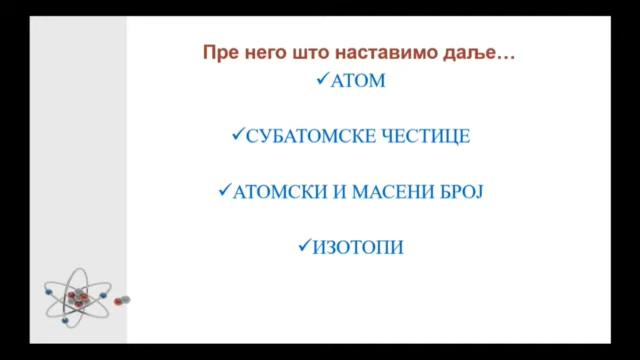 Пре него што наставимо даље...
✓АТОМ
✓СУБАТОМСКЕ ЧЕСТИЦЕ
✓АТОМСКИ И МАСЕНИ БРОЈ
✓ИЗОТОПИ